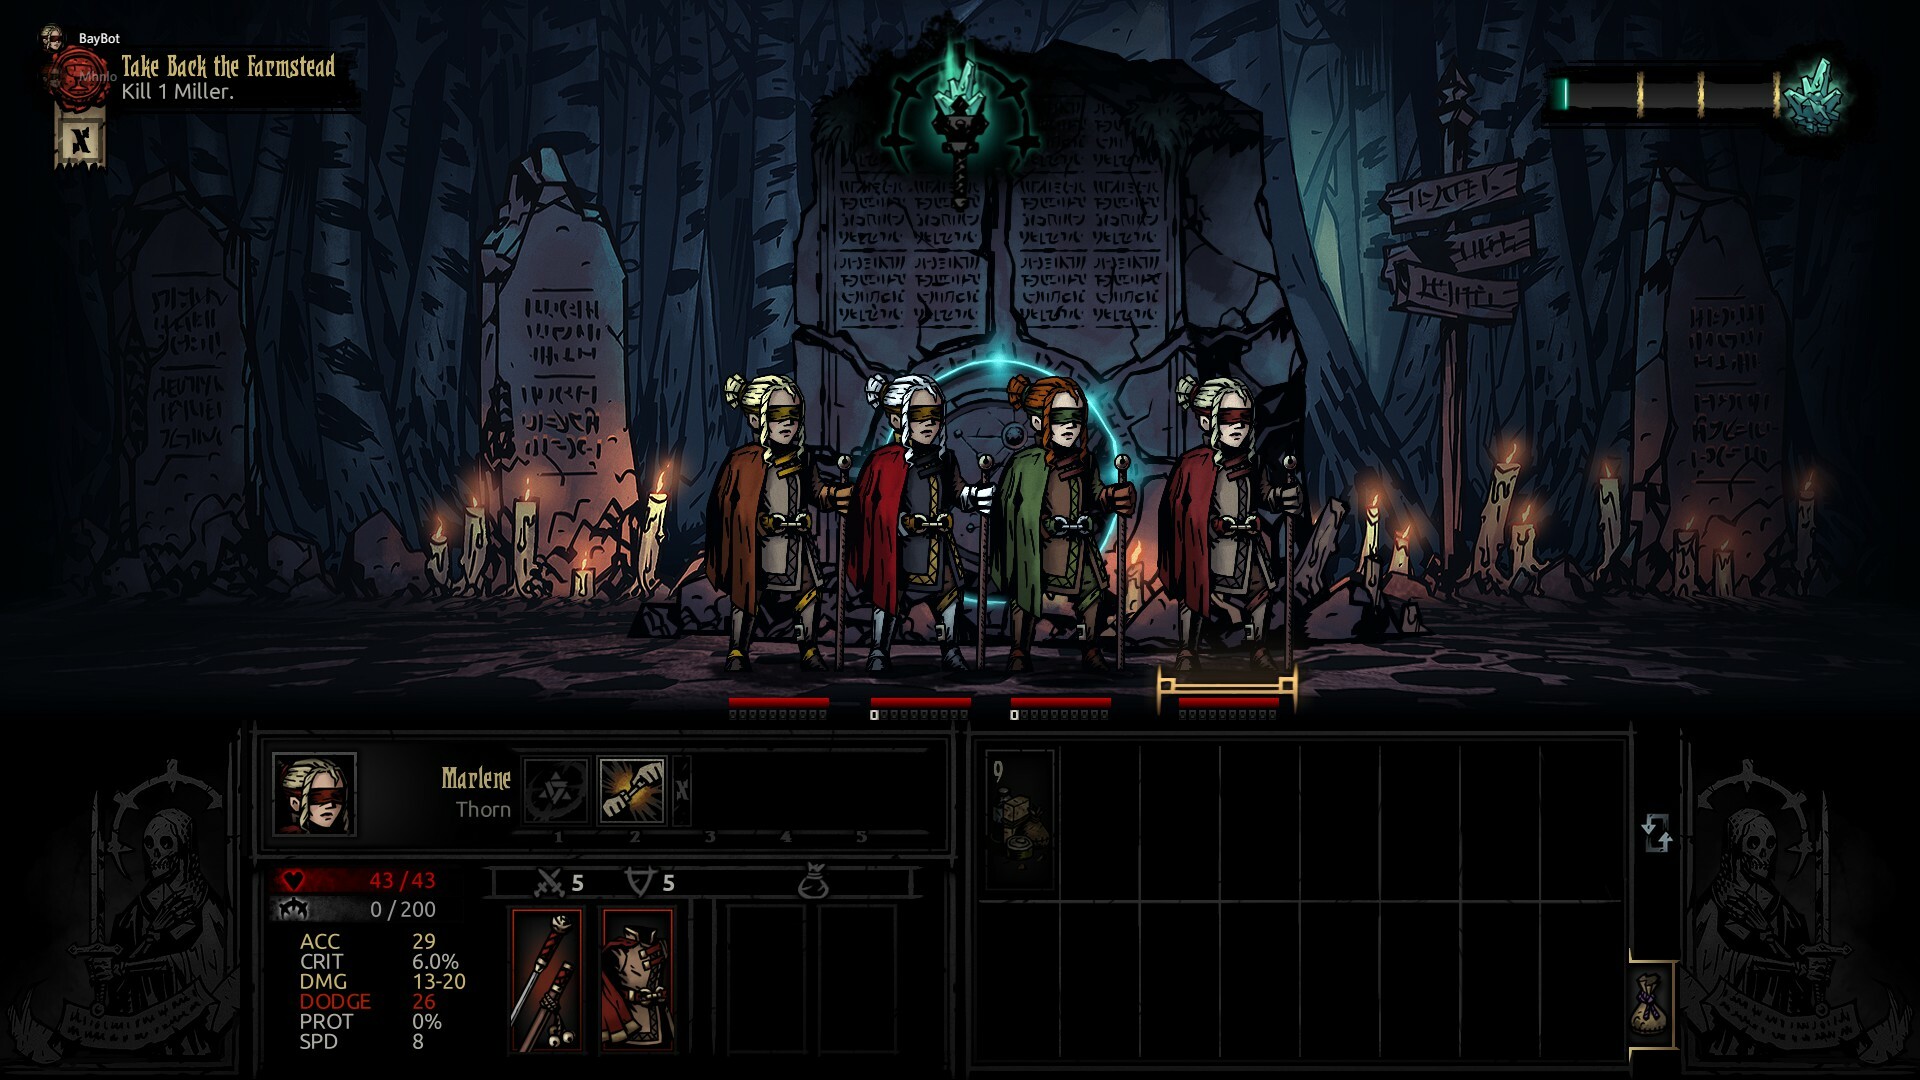 BayBot
Mhnlo
Take Back the Farmstead
Kill 1 Miller.
9
Marlene
Thorn
1 2 3 4 5
43/43
0/200
5 5
ACC 29
CRIT 6.0%
DMG 13-20
DODGE 26
PROT 0%
SPD 8